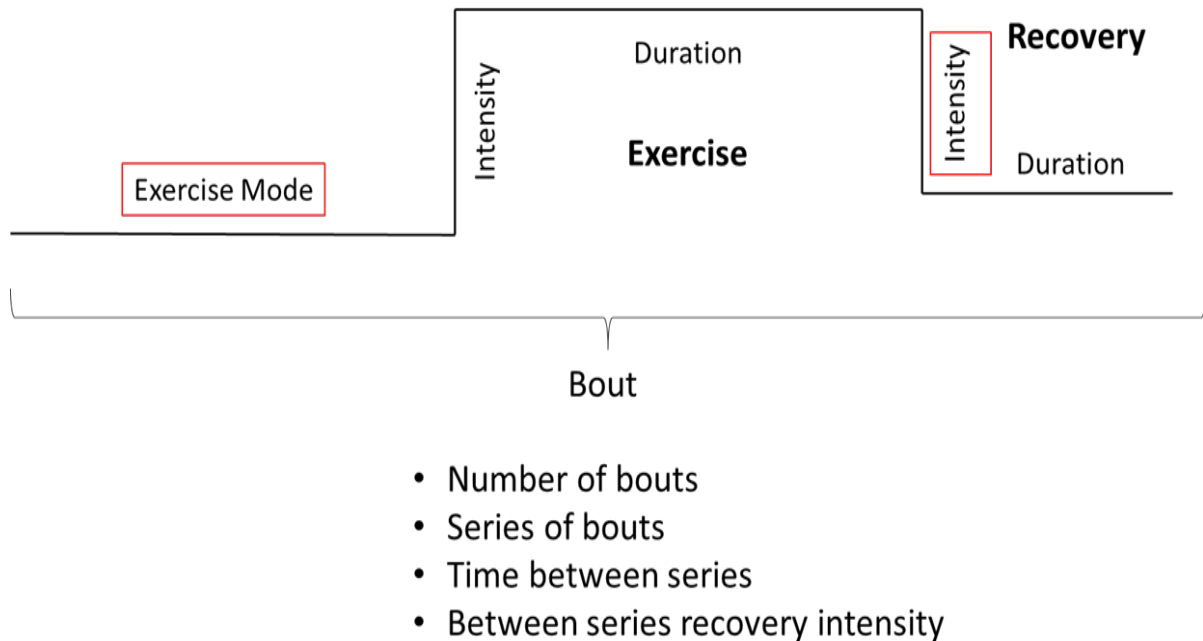 Recovery
Intensity
Duration
Intensity
Exercise
Duration
Exercise Mode
Bout
• Number of bouts
• Series of bouts
• Time between series
• Between series recovery intensity